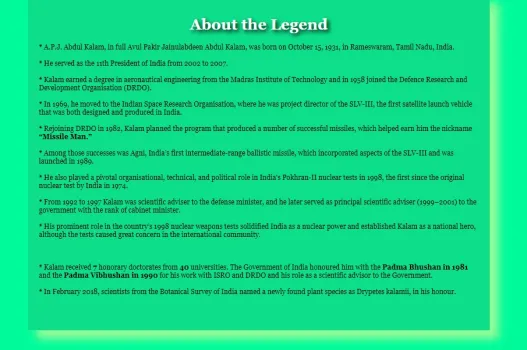 About the Legend
* A.P.J. Abdul Kalam, in full Avul Pakir Jainulabdeen Abdul Kalam, was born on October 15, 1931, in Rameswaram, Tamil Nadu, India.
* He served as the 11th President of India from 2002 to 2007.
* Kalam earned a degree in aeronautical engineering from the Madras Institute of Technology and in 1958 joined the Defence Research and
Development Organisation (DRDO).
* In 1969, he moved to the Indian Space Research Organisation, where he was project director of the SLV-III, the first satellite launch vehicle
that was both designed and produced in India.
* Rejoining DRDO in 1982, Kalam planned the program that produced a number of successful missiles, which helped earn him the nickname
“Missile Man.”
* Among those successes was Agni, India's first intermediate-range ballistic missile, which incorporated aspects of the SLV-III and was
launched in 1989.
* He also played a pivotal organisational, technical, and political role in India's Pokhran-II nuclear tests in 1998, the first since the original
nuclear test by India in 1974.
* From 1992 to 1997 Kalam was scientific adviser to the defense minister, and he later served as principal scientific adviser (1999–2001) to the
government with the rank of cabinet minister.
* His prominent role in the country's 1998 nuclear weapons tests solidified India as a nuclear power and established Kalam as a national hero,
although the tests caused great concern in the international community.
* Kalam received 7 honorary doctorates from 40 universities. The Government of India honoured him with the Padma Bhushan in 1981
and the Padma Vibhushan in 1990 for his work with ISRO and DRDO and his role as a scientific advisor to the Government.
* In February 2018, scientists from the Botanical Survey of India named a newly found plant species as Drypetes kalamii, in his honour.